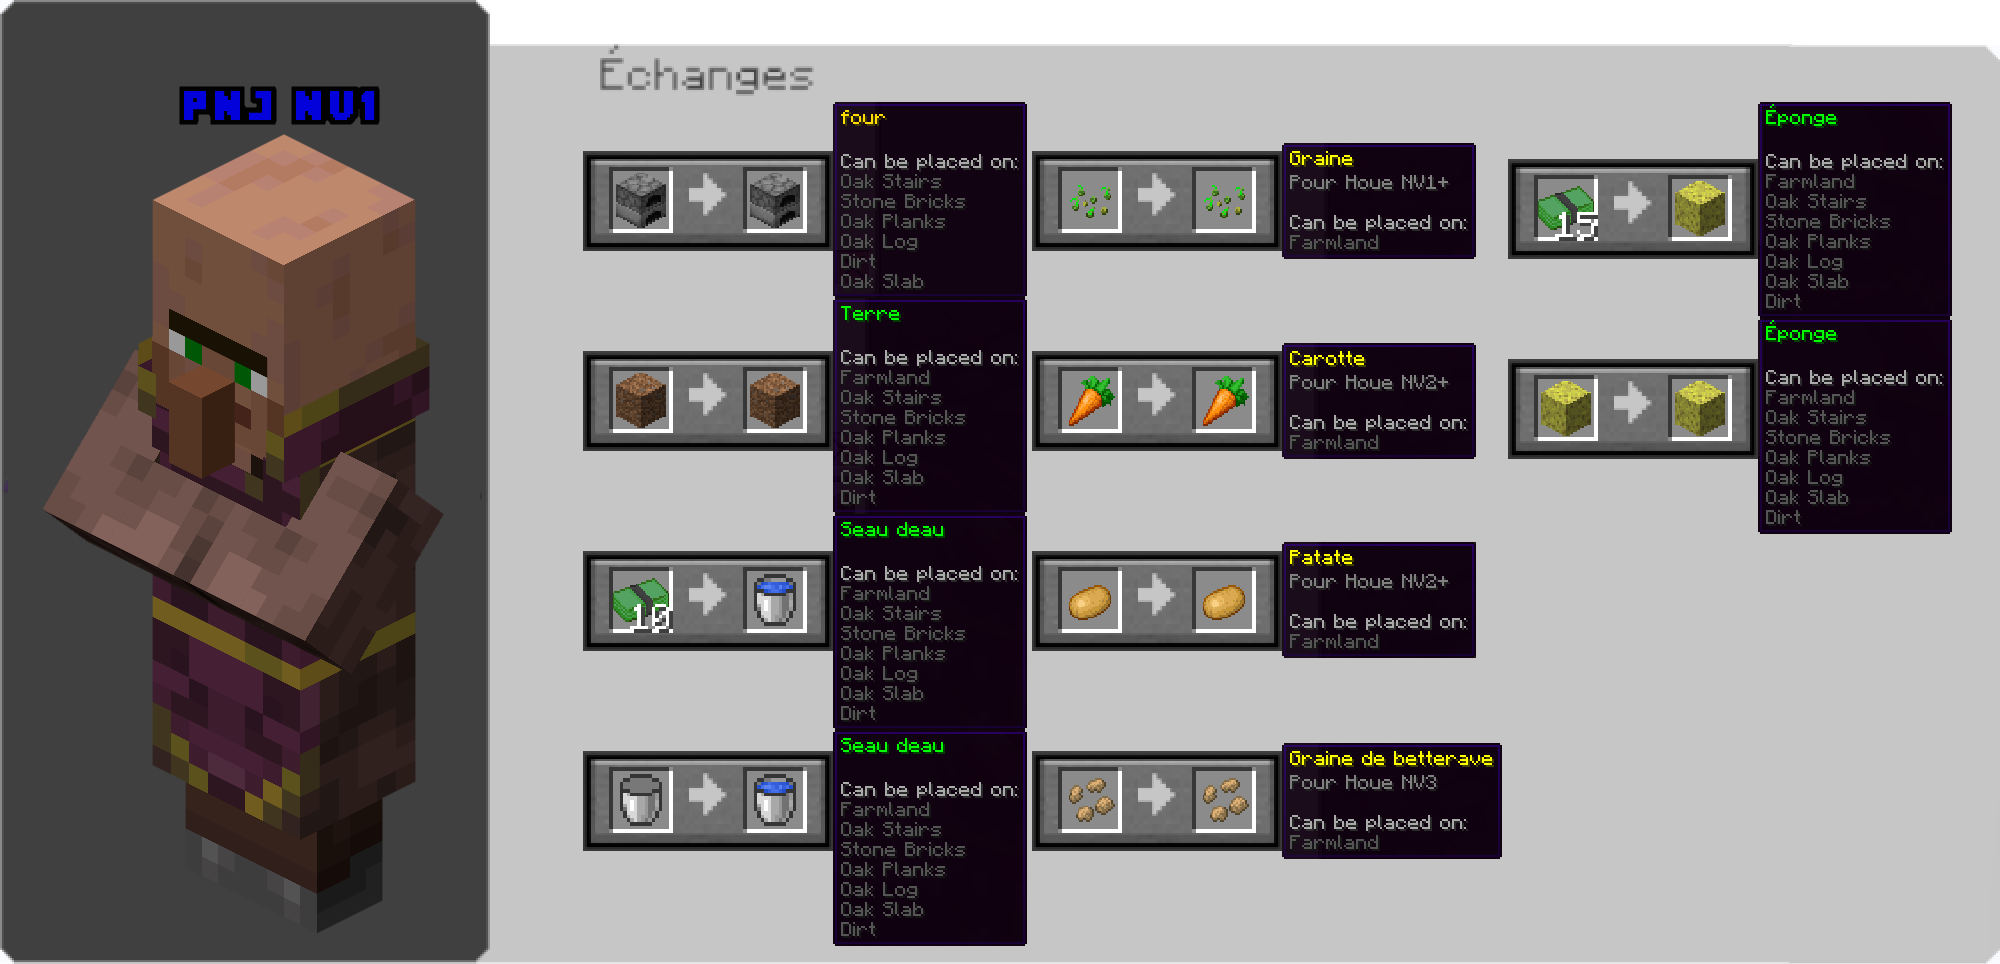 PNJ NV1
Échanges
four
Can be placed on:
Oak Stairs
Stone Bricks
Oak Planks
Oak Log
Dirt
Oak Slab
Terre
Can be placed on:
Farmland
Oak Stairs
Stone Bricks
Oak Planks
Oak Log
Oak Slab
Dirt
10
Seau deau
Can be placed on:
Farmland
Oak Stairs
Stone Bricks
Oak Planks
Oak Log
Oak Slab
Dirt
Seau deau
Can be placed on:
Farmland
Oak Stairs
Stone Bricks
Oak Planks
Oak Log
Oak Slab
Dirt
Graine
Pour Houe NV1+
Can be placed on:
Farmland
Carotte
Pour Houe NV2+
Can be placed on:
Farmland
Patate
Pour Houe NV2+
Can be placed on:
Farmland
Graine de betterave
Pour Houe NV3
Can be placed on:
Farmland
15
Éponge
Can be placed on:
Farmland
Oak Stairs
Stone Bricks
Oak Planks
Oak Log
Oak Slab
Dirt
Éponge
Can be placed on:
Farmland
Oak Stairs
Stone Bricks
Oak Planks
Oak Log
Oak Slab
Dirt